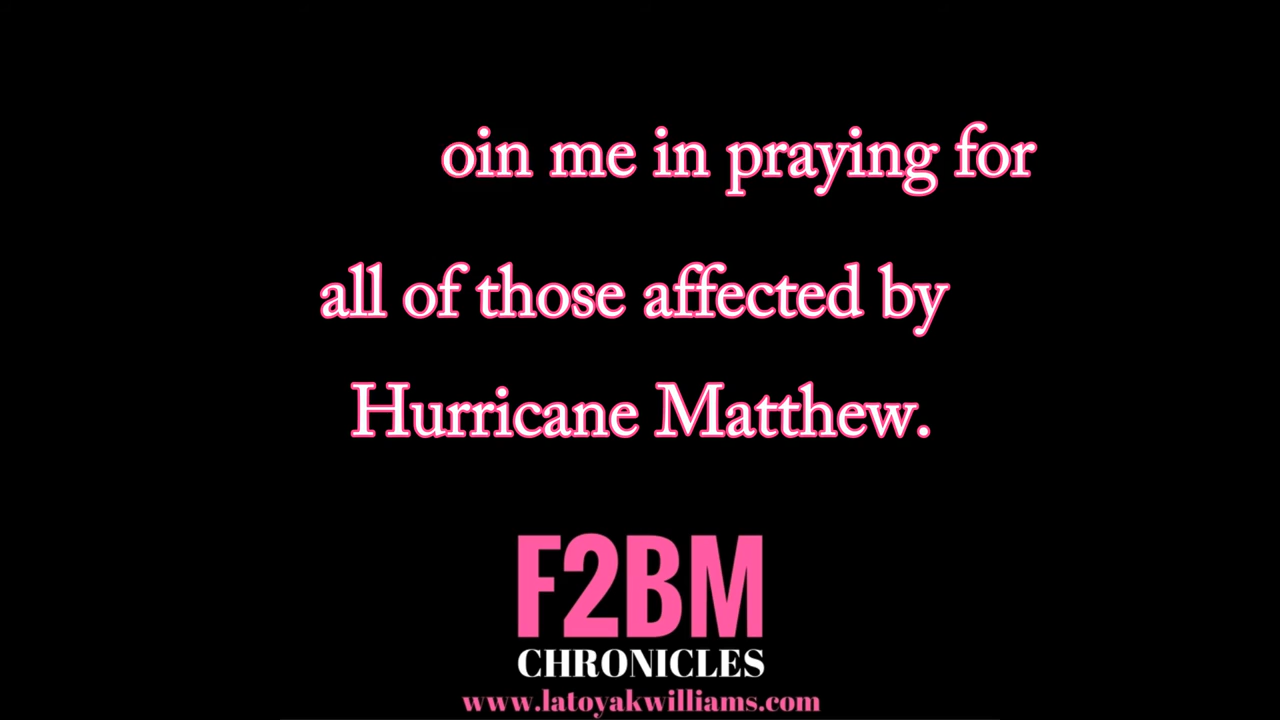 oin me in praying for
all of those affected by
Hurricane Matthew.
F2BM
CHRONICLES
www.latoyakwilliams.com